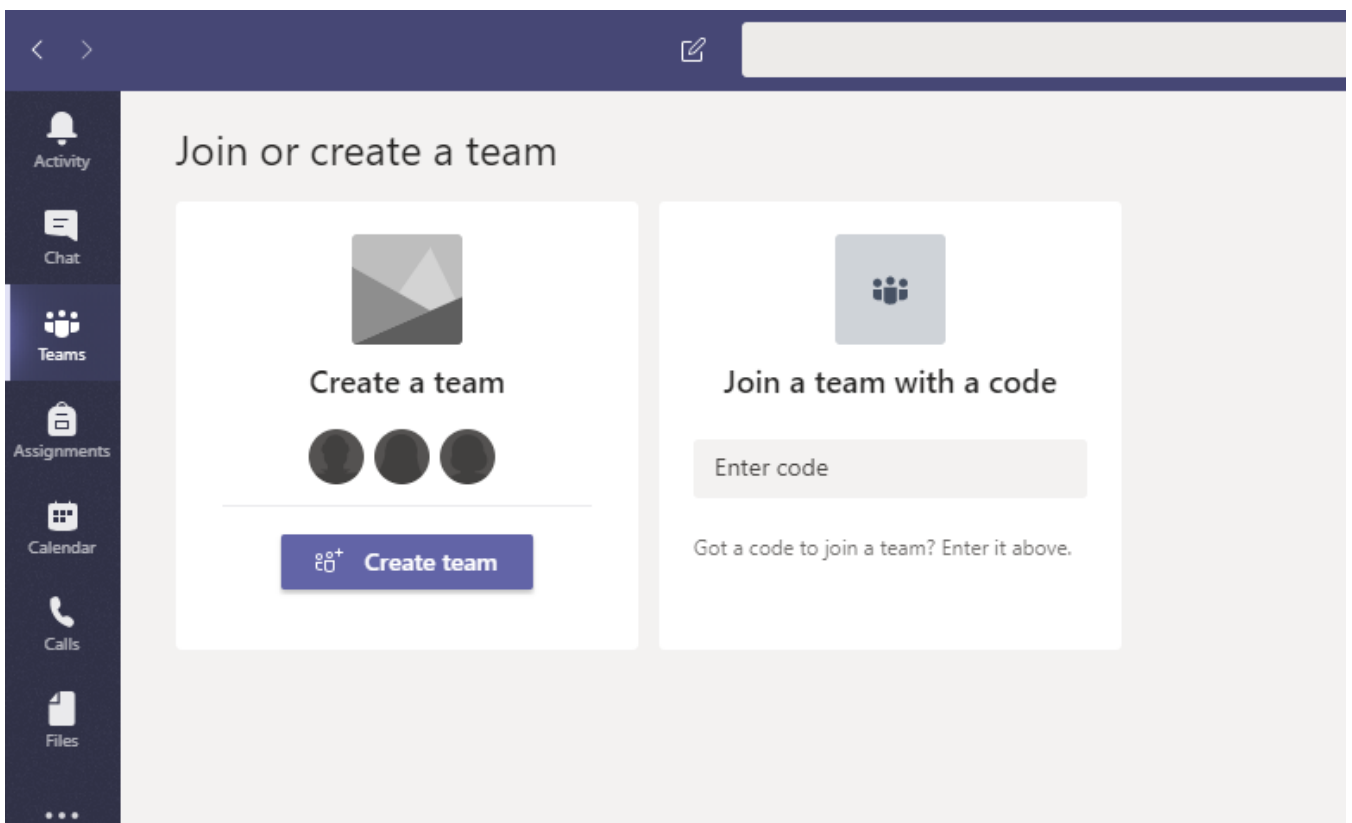 Activity
Chat
Teams
Assignments
Calendar
Calls
Files
Join or create a team
Create a team
Create team
Join a team with a code
Enter code
Got a code to join a team? Enter it above.